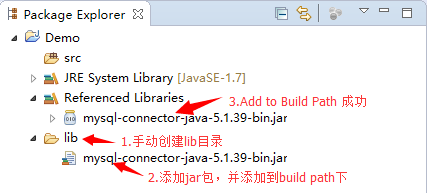 Package Explorer
Demo
src
JRE System Library [JavaSE-1.7]
Referenced Libraries
3.Add to Build Path 成功
mysql-connector-java-5.1.39-bin.jar
lib
1.手动创建lib目录
mysql-connector-java-5.1.39-bin.jar
2.添加jar包，并添加到build path下